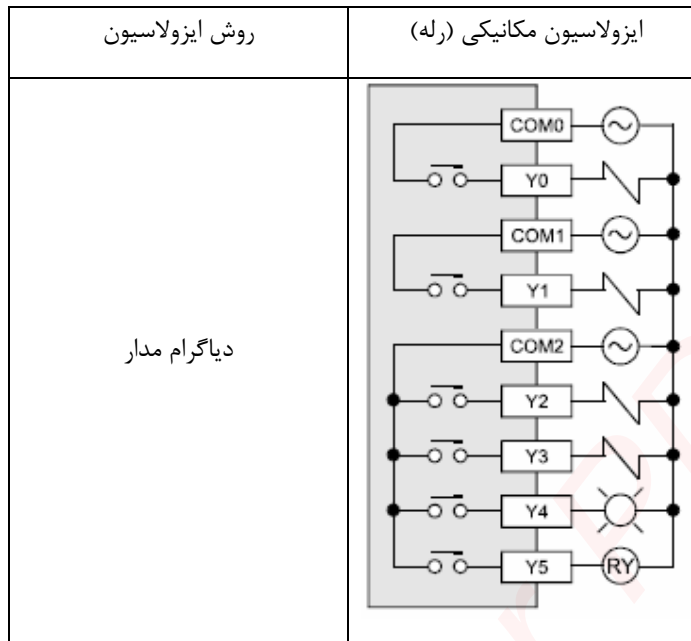 روش ایزولاسیون
ایزولاسیون مکانیکی (رله)
دیاگرام مدار
COM0
Y0
COM1
Y1
COM2
Y2
Y3
Y4
Y5 RY